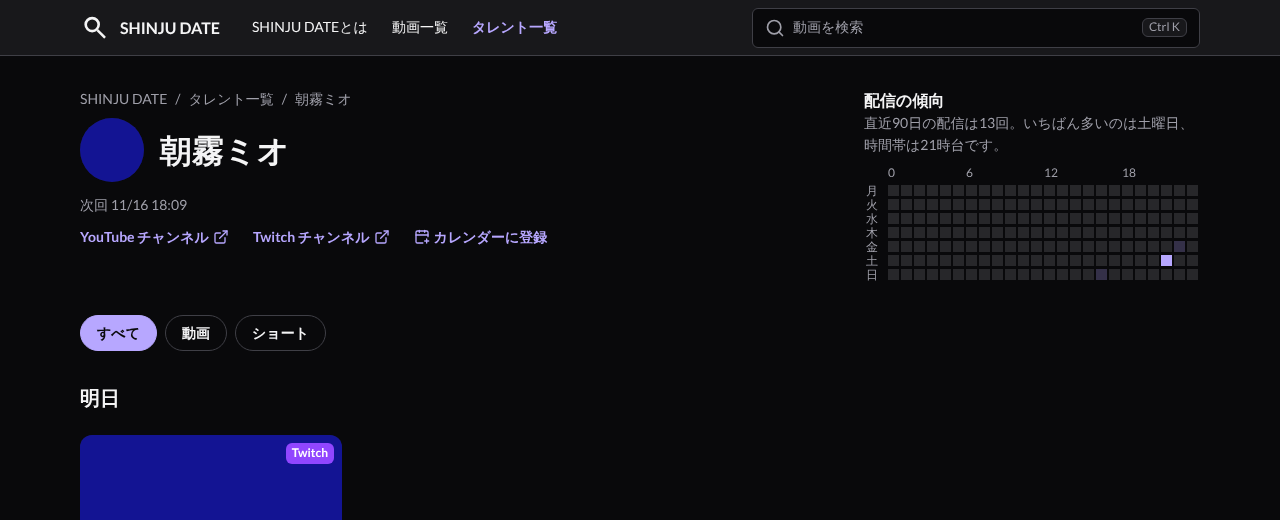 SHINJU DATE SHINJU DATEとは 動画一覧 タレント一覧 動画を検索 Ctrl K
SHINJU DATE / タレント一覧 / 朝霧ミオ
朝霧ミオ
次回 11/16 18:09
YouTube チャンネル Twitch チャンネル カレンダーに登録
配信の傾向
直近90日の配信は13回。いちばん多いのは土曜日、
時間帯は21時台です。
0 6 12 18
月
火
水
木
金
土
日
すべて 動画 ショート
明日
Twitch